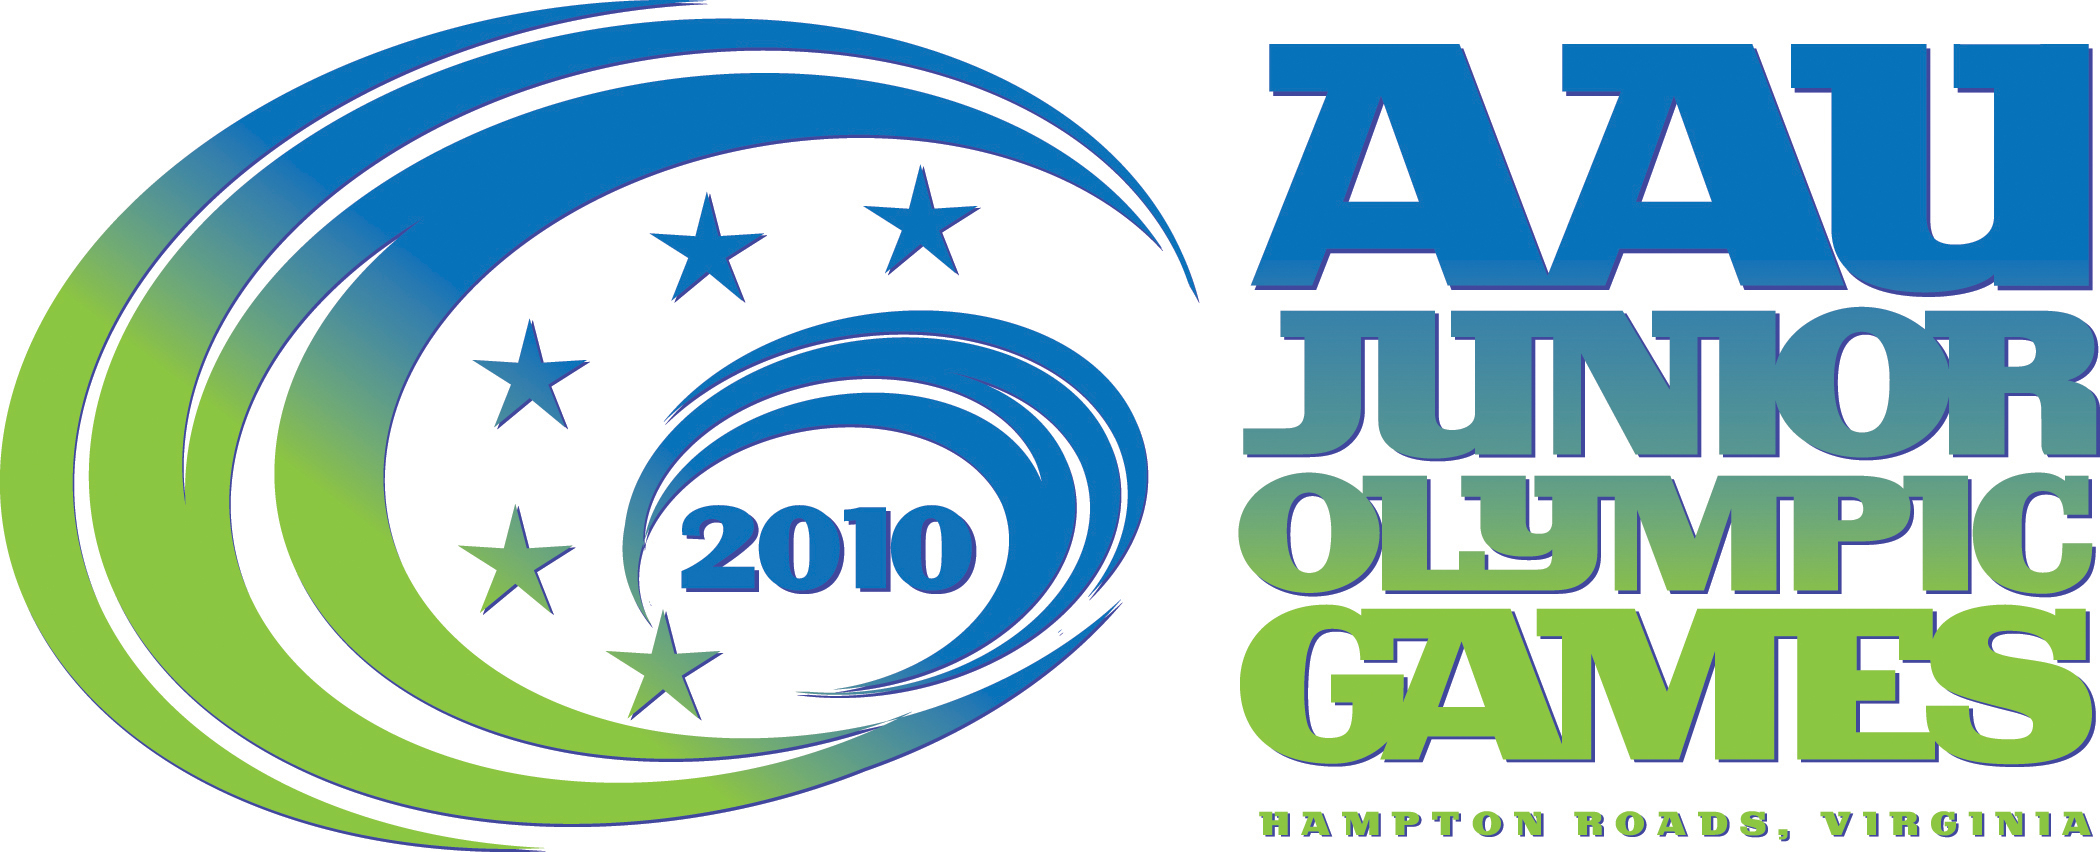 2010
AAU
JUNIOR
OLYMPIC
GAMES
HAMPTON ROADS, VIRGINIA